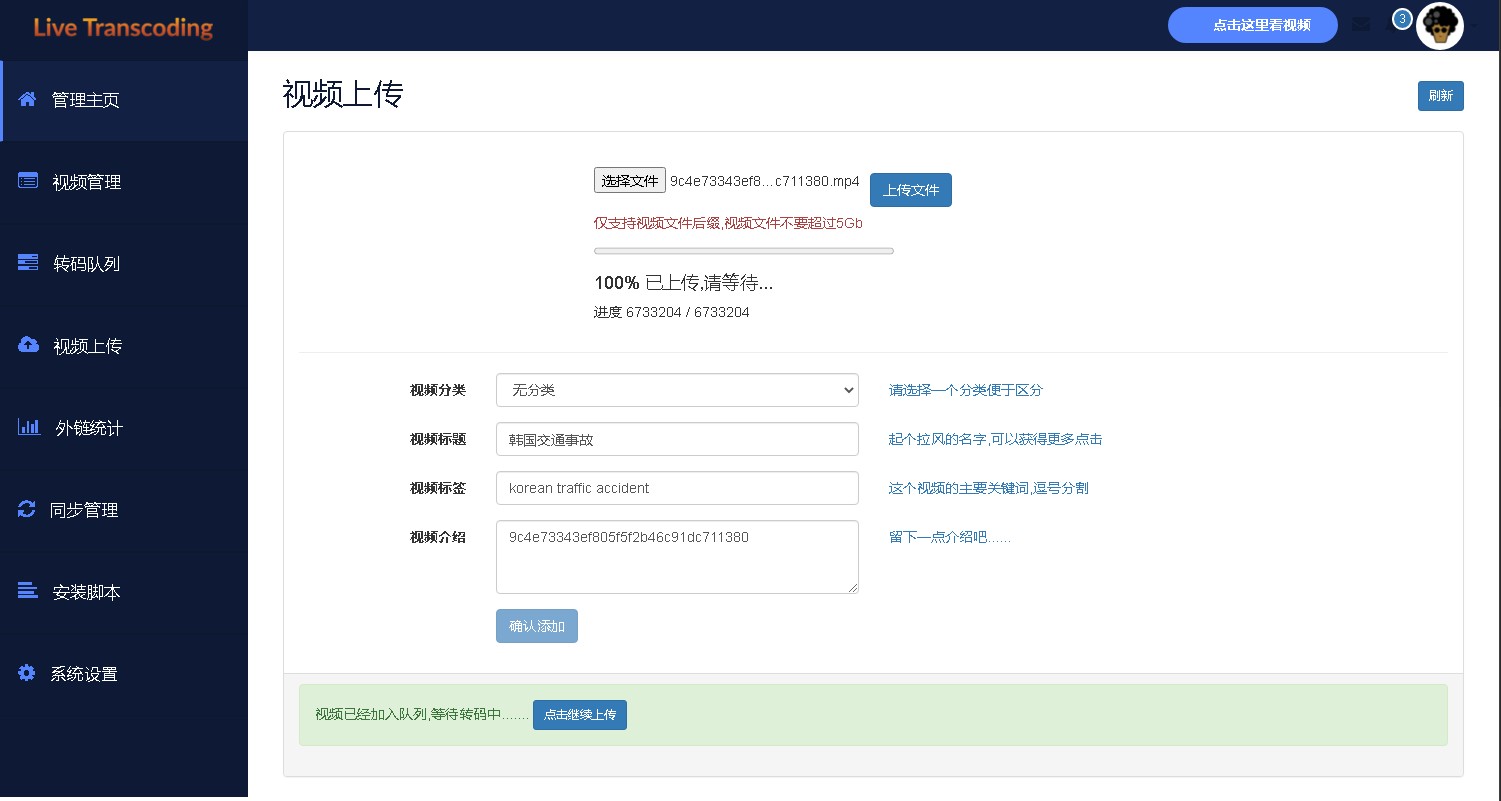 Live Transcoding
点击这里看视频
3
管理主页
视频管理
转码队列
视频上传
外链统计
同步管理
安装脚本
系统设置
视频上传
刷新
选择文件 9c4e73343ef8...c711380.mp4 上传文件
仅支持视频文件后缀,视频文件不要超过5Gb
100% 已上传,请等待...
进度 6733204 / 6733204
视频分类 无分类 请选择一个分类便于区分
视频标题 韩国交通事故 起个拉风的名字,可以获得更多点击
视频标签 korean traffic accident 这个视频的主要关键词,逗号分割
视频介绍 9c4e73343ef805f5f2b46c91dc711380 留下一点介绍吧......
确认添加
视频已经加入队列,等待转码中....... 点击继续上传